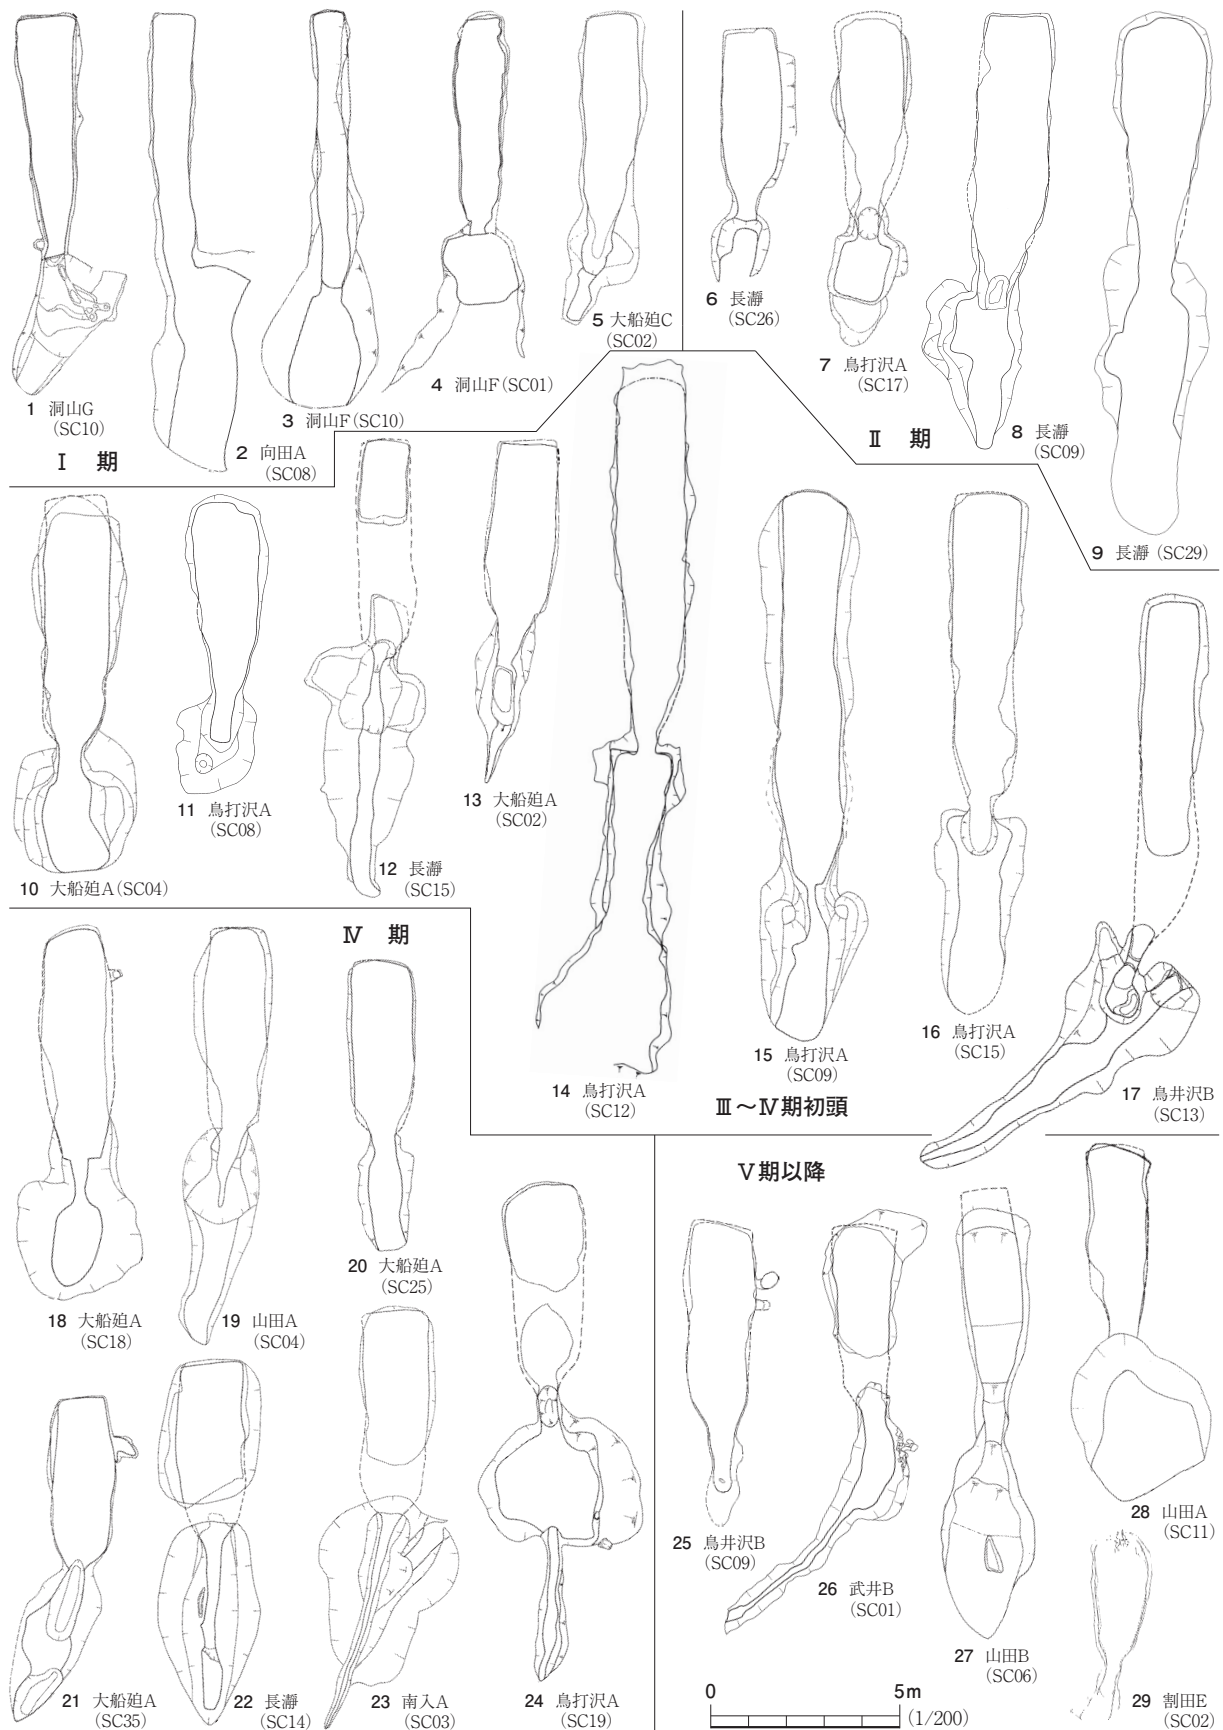 1 洞山G
(SC10)
Ⅰ 期
2 向田A
(SC08)
3 洞山F(SC10)
4 洞山F(SC01)
5 大船廹C
(SC02)
6 長瀞
(SC26)
7 鳥打沢A
(SC17)
Ⅱ 期
8 長瀞
(SC09)
9 長瀞 (SC29)
10 大船廹A(SC04)
11 鳥打沢A
(SC08)
12 長瀞
(SC15)
13 大船廹A
(SC02)
14 鳥打沢A
(SC12)
15 鳥打沢A
(SC09)
16 鳥打沢A
(SC15)
17 鳥井沢B
(SC13)
Ⅲ～Ⅳ期初頭
Ⅳ 期
18 大船廹A
(SC18)
19 山田A
(SC04)
20 大船廹A
(SC25)
21 大船廹A
(SC35)
22 長瀞
(SC14)
23 南入A
(SC03)
24 鳥打沢A
(SC19)
Ⅴ期以降
25 鳥井沢B
(SC09)
26 武井B
(SC01)
27 山田B
(SC06)
28 山田A
(SC11)
29 割田E
(SC02)
0 5m
(1/200)